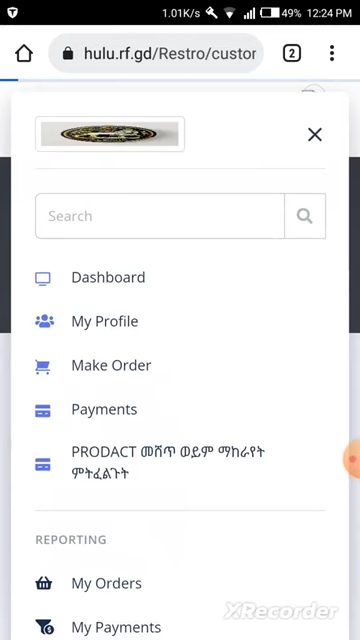 1.01K/s 49% 12:24 PM
hulu.rf.gd/Restro/custor 2
Search
Dashboard
My Profile
Make Order
Payments
PRODACT መሸጥ ወይም ማከራየት
ምትፈልጉት
REPORTING
My Orders
My Payments
XRecorder